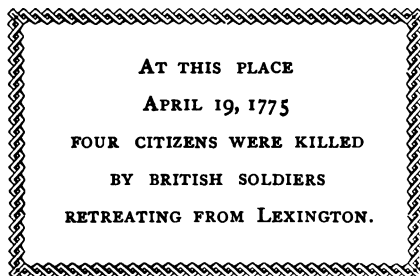 At this place
April 19, 1775
four citizens were killed
by british soldiers
retreating from Lexington.